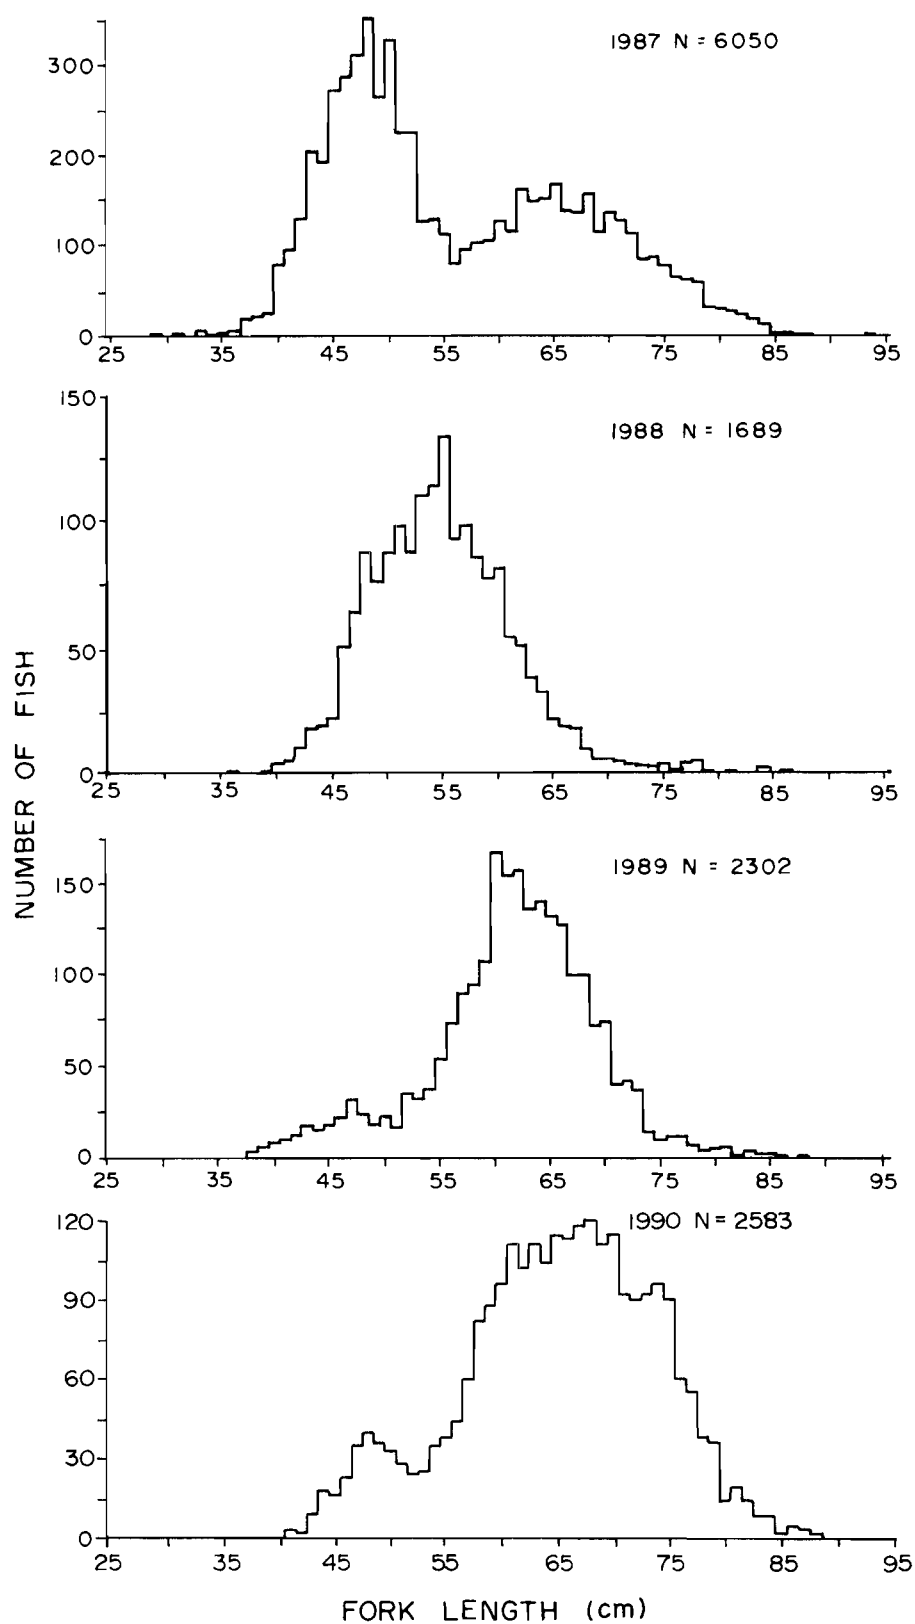 1987 N = 6050
300
200
100
0
25 35 45 55 65 75 85 95
150
1988 N = 1689
100
50
0
25 35 45 55 65 75 85 95
NUMBER OF FISH
1989 N = 2302
150
100
50
0
25 35 45 55 65 75 85 95
120
1990 N = 2583
90
60
30
0
25 35 45 55 65 75 85 95
FORK LENGTH (cm)